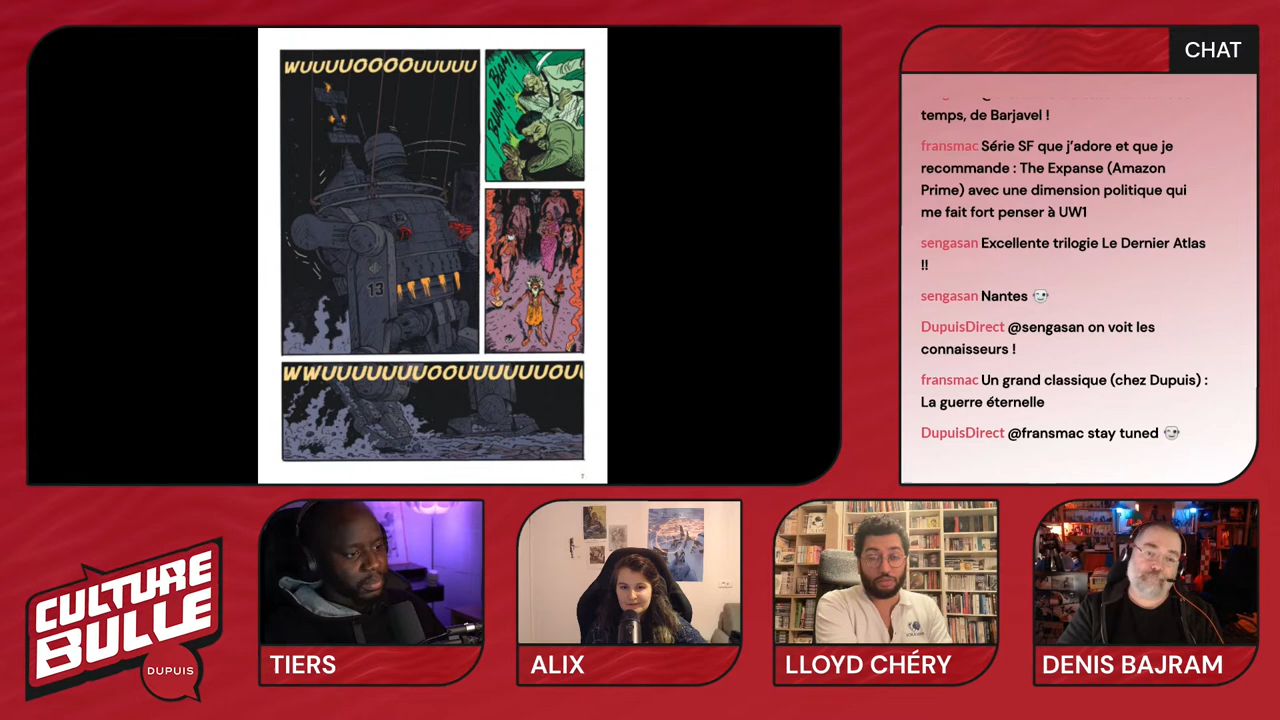 WUUUUOOOOUUUUU
BLAM!
BLAM!
13
WWUUUUUUUUOOUUUUUUUOU
7
CHAT
temps, de Barjavel !
fransmac Série SF que j’adore et que je
recommande : The Expanse (Amazon
Prime) avec une dimension politique qui
me fait fort penser à UW1
sengasan Excellente trilogie Le Dernier Atlas
!!
sengasan Nantes
DupuisDirect @sengasan on voit les
connaisseurs !
fransmac Un grand classique (chez Dupuis) :
La guerre éternelle
DupuisDirect @fransmac stay tuned
CULTURE
BULLE
DUPUIS
TIERS
ALIX
LLOYD CHÉRY
DENIS BAJRAM